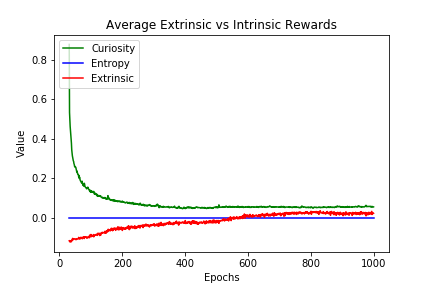 Average Extrinsic vs Intrinsic Rewards
Curiosity
Entropy
Extrinsic
Value
0.8
0.6
0.4
0.2
0.0
0 200 400 600 800 1000
Epochs